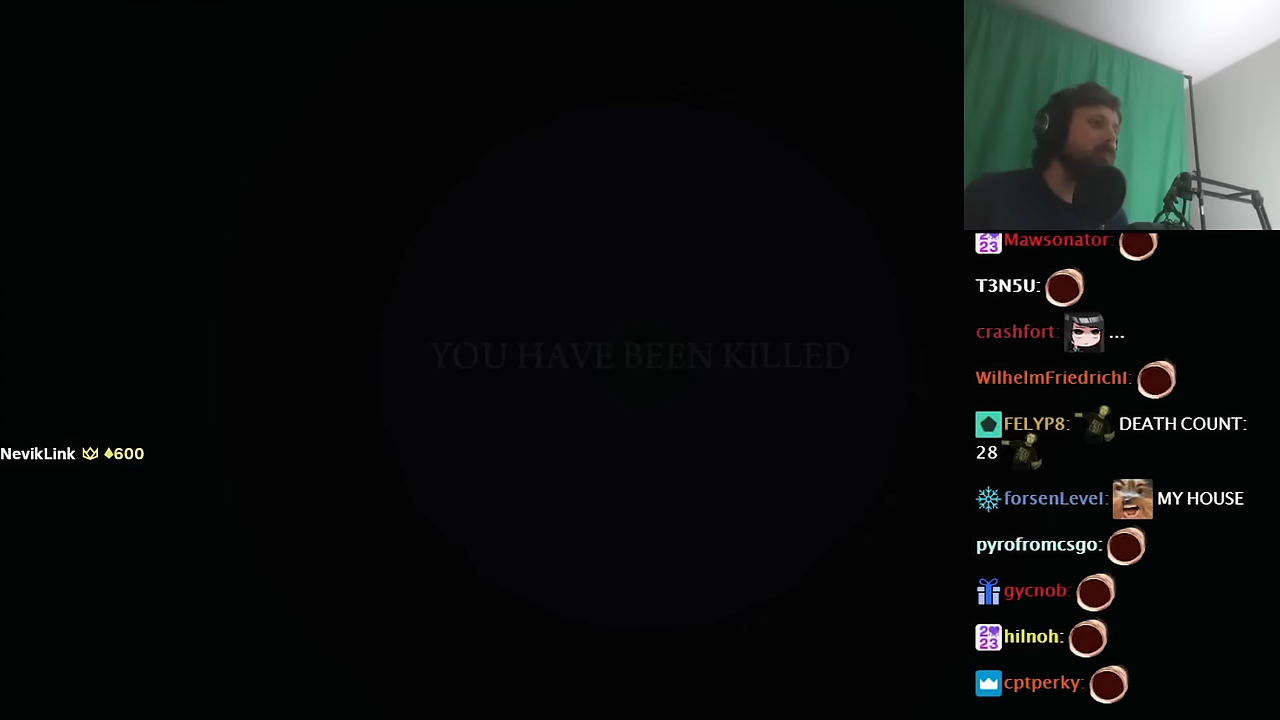 YOU HAVE BEEN KILLED
NevikLink 600
Mawsonator:
T3N5U:
crashfort: ...
WilhelmFriedrichI:
FELYP8: DEATH COUNT:
28
forsenLevel: MY HOUSE
pyrofromcsgo:
gycnob:
2023
hilnoh:
cptperky: